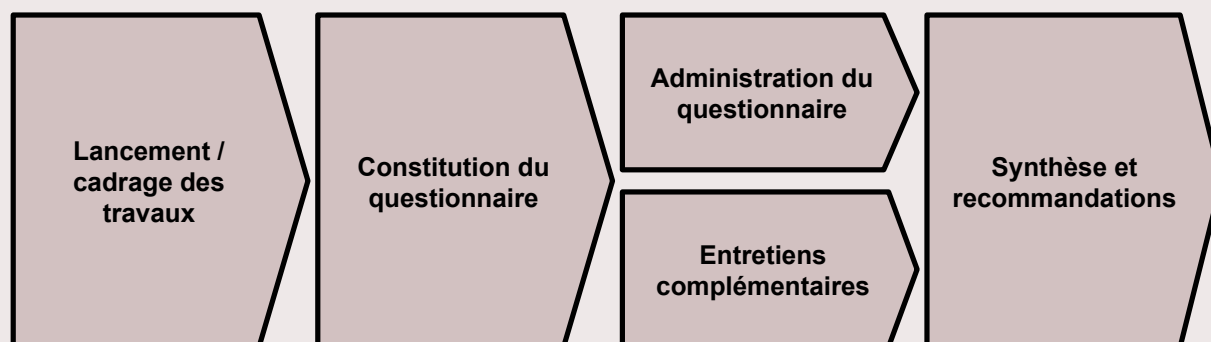 Lancement /
cadrage des
travaux
Constitution du
questionnaire
Administration du
questionnaire
Entretiens
complémentaires
Synthèse et
recommandations